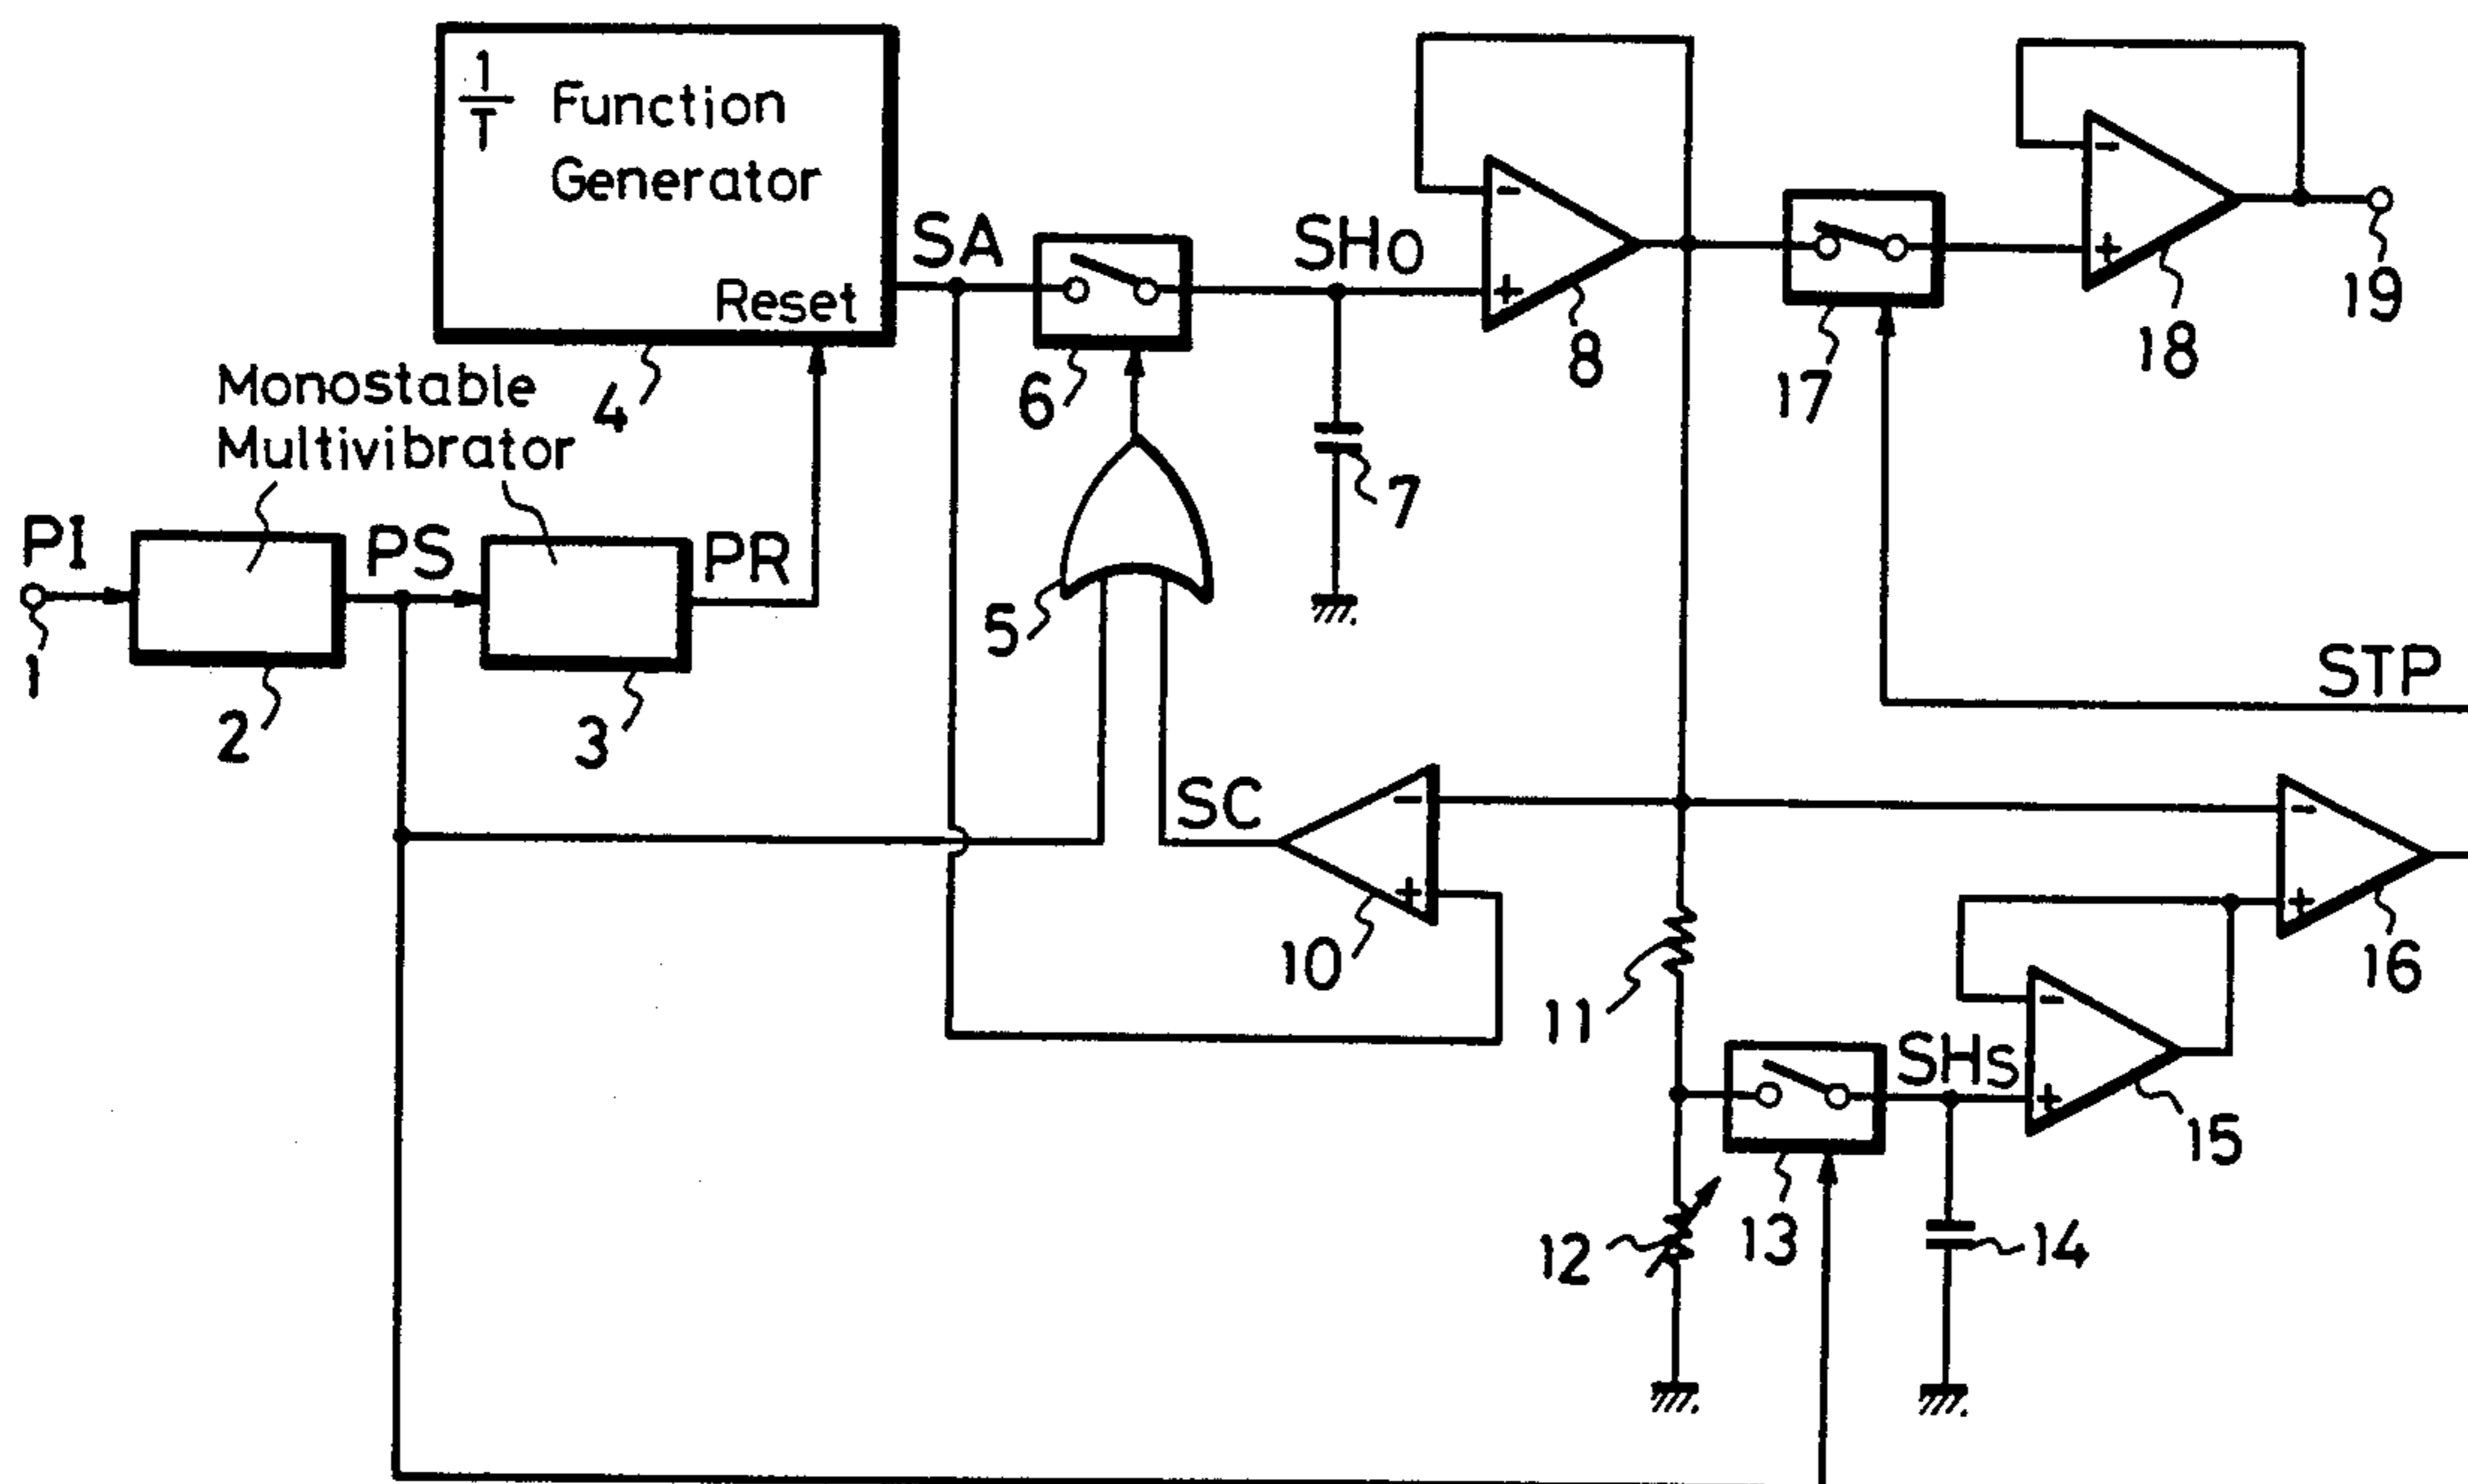 1
T
Function
Generator
Reset
4
SA
6
SHO
-
+
8
7
17
-
+
18
19
Monostable
Multivibrator
PI
1
2
PS
3
PR
5
STP
SC
-
+
10
11
12
13
SHS
14
-
+
15
-
+
16